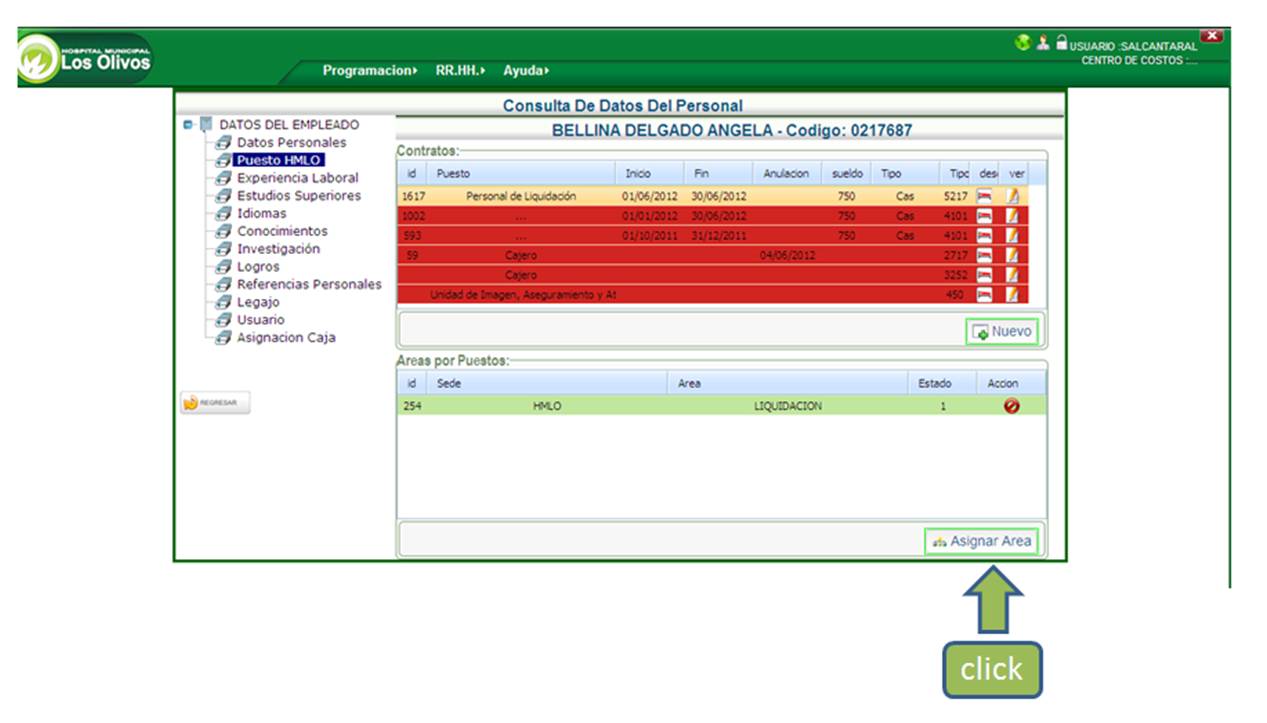 HOSPITAL MUNICIPAL
Los Olivos
Programacion
RR.HH.
Ayuda
USUARIO :SALCANTARAL
CENTRO DE COSTOS :....
Consulta De Datos Del Personal
BELLINA DELGADO ANGELA - Codigo: 0217687
DATOS DEL EMPLEADO
Datos Personales
Puesto HMLO
Experiencia Laboral
Estudios Superiores
Idiomas
Conocimientos
Investigación
Logros
Referencias Personales
Legajo
Usuario
Asignacion Caja
REGRESAR
Contratos:
id Puesto Inicio Fin Anulacion sueldo Tipo Tipc des ver
1617 Personal de Liquidación 01/06/2012 30/06/2012 750 Cas 5217
1002 ... 01/01/2012 30/06/2012 750 Cas 4101
593 ... 01/10/2011 31/12/2011 750 Cas 4101
59 Cajero 04/06/2012 2717
Cajero 3252
Unidad de Imagen, Aseguramiento y At 450
Nuevo
Areas por Puestos:
id Sede Area Estado Accion
254 HMLO LIQUIDACION 1
Asignar Area
click